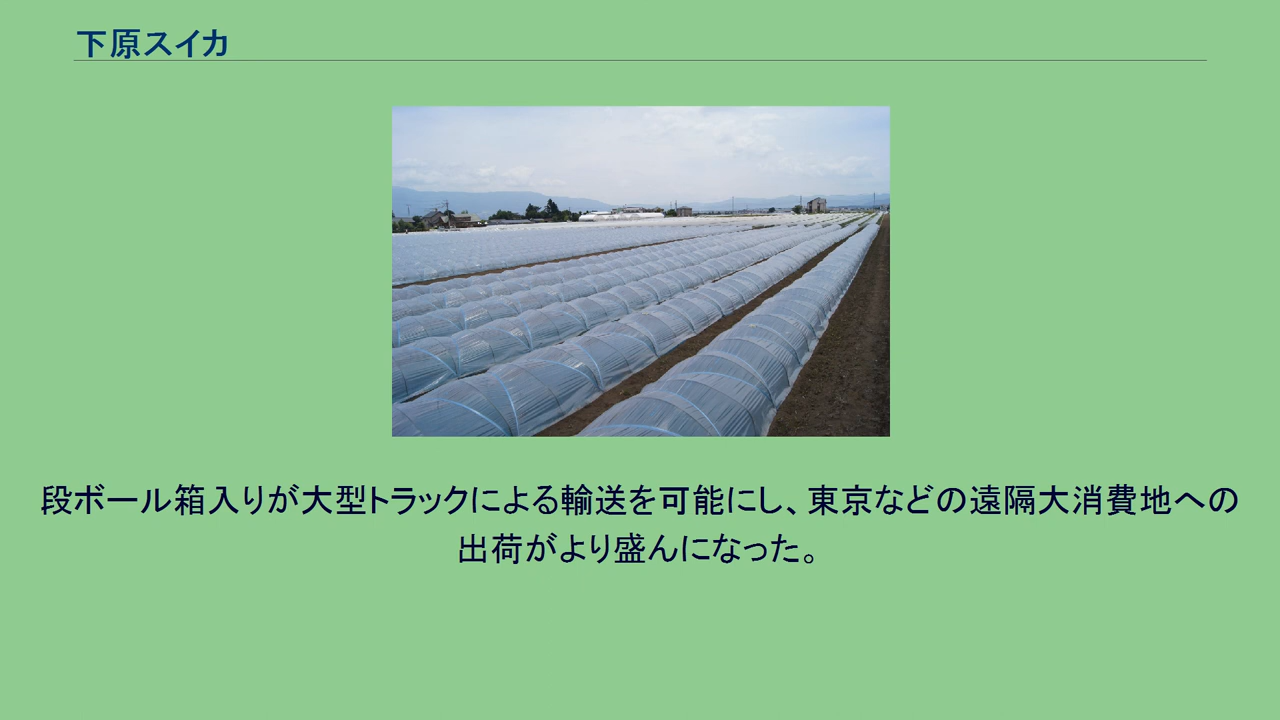 下原スイカ
段ボール箱入りが大型トラックによる輸送を可能にし、東京などの遠隔大消費地への
出荷がより盛んになった。